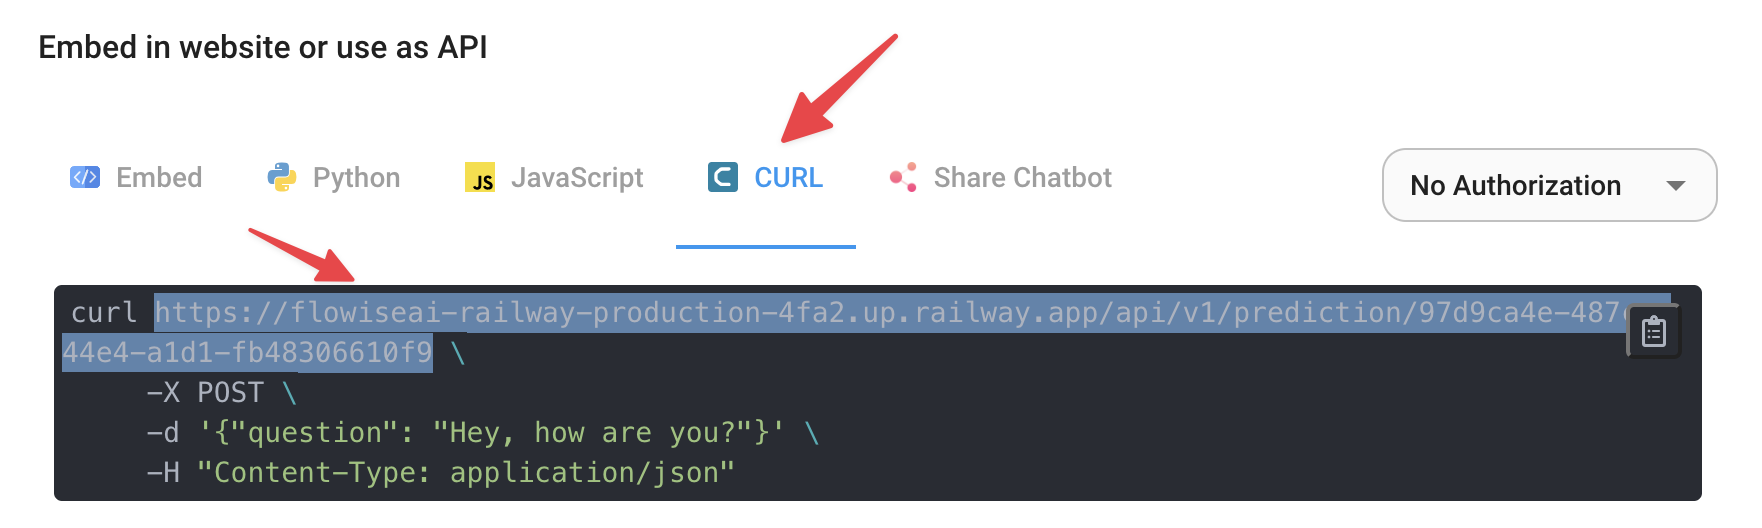 Embed in website or use as API
</> Embed
Python
JS JavaScript
C CURL
Share Chatbot
No Authorization
curl https://flowiseai-railway-production-4fa2.up.railway.app/api/v1/prediction/97d9ca4e-487
44e4-a1d1-fb48306610f9 \
-X POST \
-d '{"question": "Hey, how are you?"}' \
-H "Content-Type: application/json"